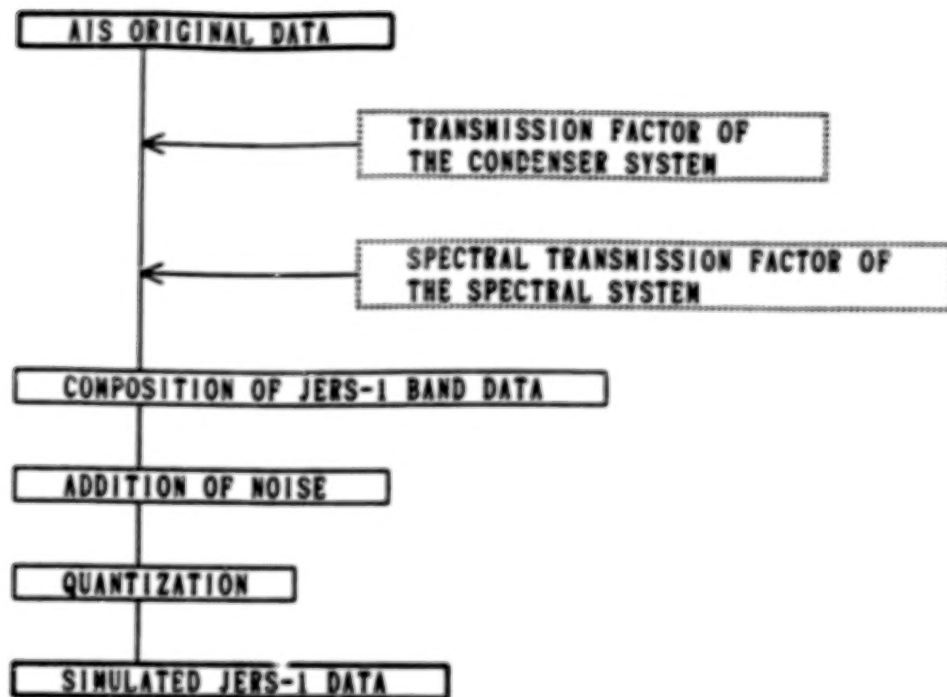 AIS ORIGINAL DATA
TRANSMISSION FACTOR OF
THE CONDENSER SYSTEM
SPECTRAL TRANSMISSION FACTOR OF
THE SPECTRAL SYSTEM
COMPOSITION OF JERS-1 BAND DATA
ADDITION OF NOISE
QUANTIZATION
SIMULATED JERS-1 DATA